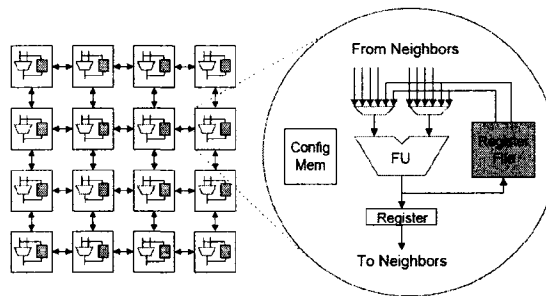 From Neighbors
Config
Mem
FU
Register
File
Register
To Neighbors